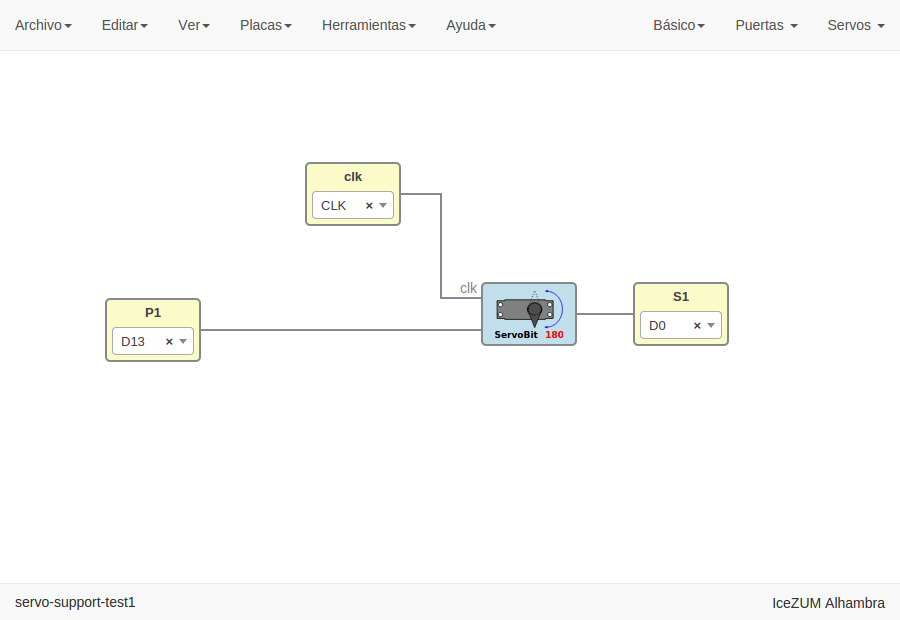 Archivo Editar Ver Placas Herramientas Ayuda Básico Puertas Servos
clk
CLK ×
clk
P1
D13 ×
ServoBit 180
S1
D0 ×
servo-support-test1 IceZUM Alhambra